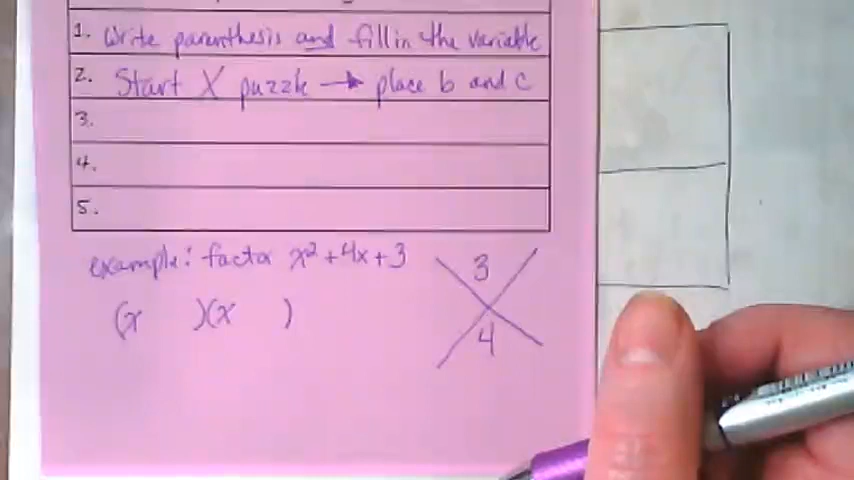 1. Write parenthesis and fill in the variable
2. Start X puzzle → place b and c
3.
4.
5.
example: factor x²+4x+3
(x )(x )
3
4